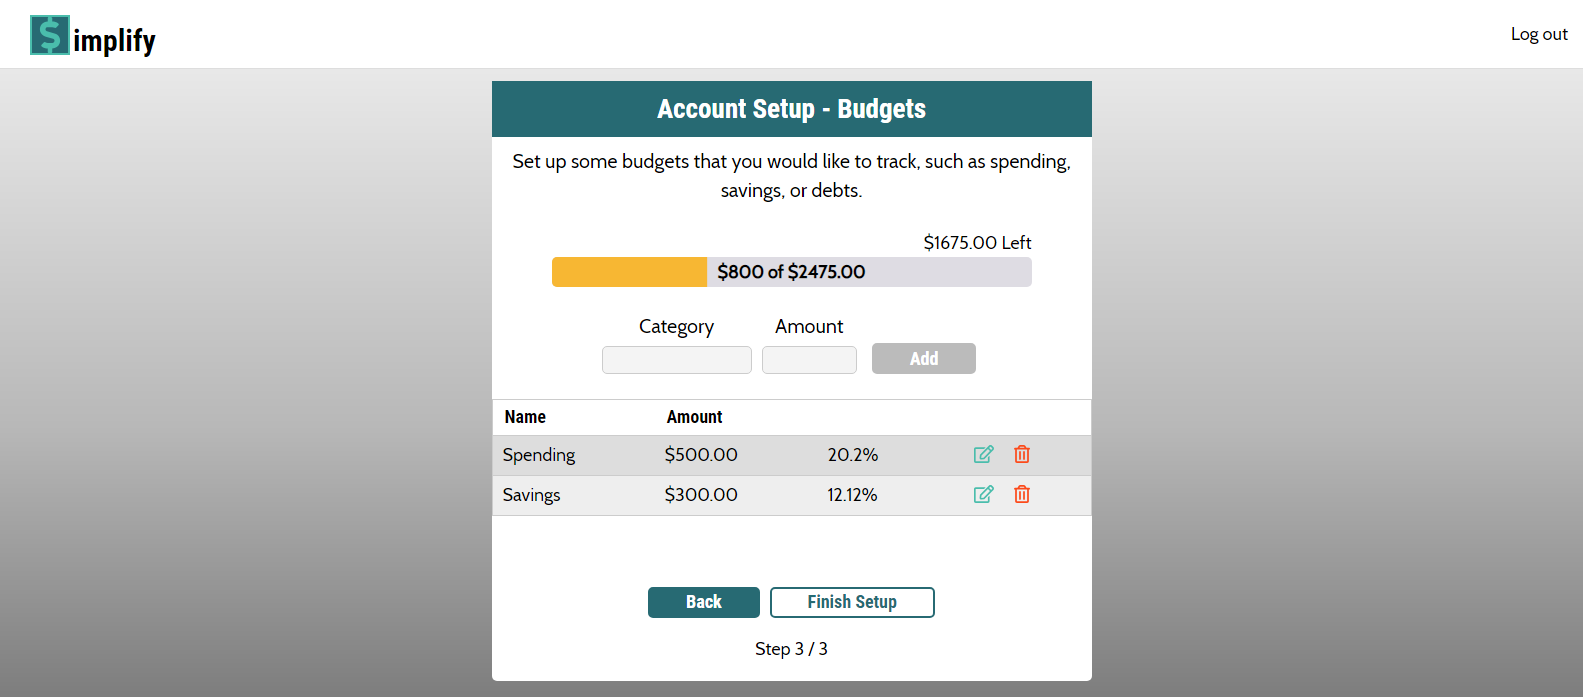 $implify
Log out
Account Setup - Budgets
Set up some budgets that you would like to track, such as spending,
savings, or debts.
$1675.00 Left
$800 of $2475.00
Category Amount
Add
Name Amount
Spending $500.00 20.2%
Savings $300.00 12.12%
Back Finish Setup
Step 3 / 3